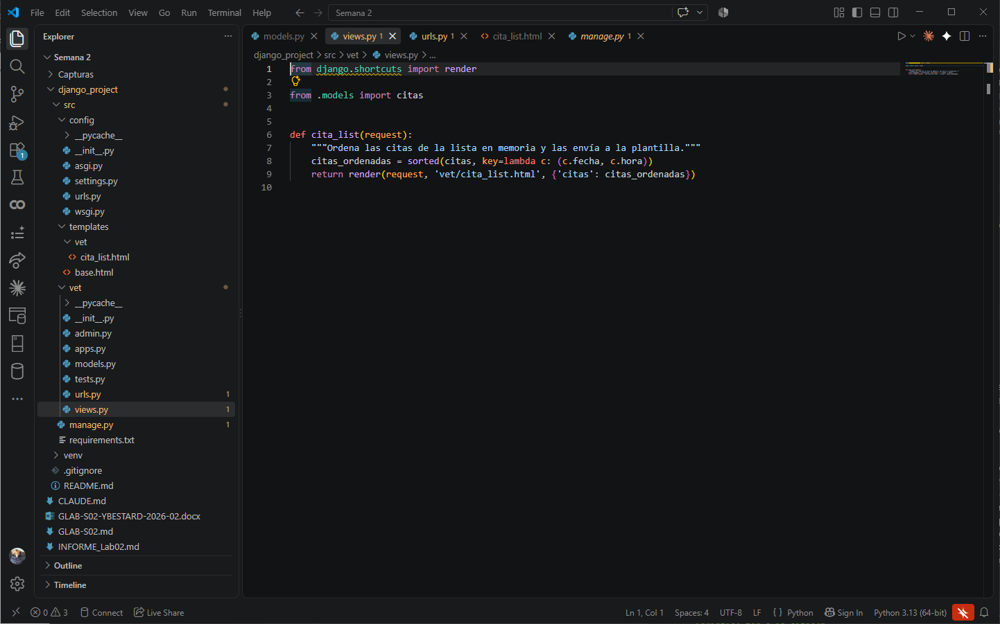 File Edit Selection View Go Run Terminal Help
Semana 2
Explorer
Semana 2
Capturas
django_project
src
config
__pycache__
__init__.py
asgi.py
settings.py
urls.py
wsgi.py
templates
vet
cita_list.html
base.html
vet
__pycache__
__init__.py
admin.py
apps.py
models.py
tests.py
urls.py 1
views.py 1
manage.py 1
requirements.txt
venv
.gitignore
README.md
CLAUDE.md
GLAB-S02-YBESTARD-2026-02.docx
GLAB-S02.md
INFORME_Lab02.md
Outline
Timeline
1
models.py views.py 1 urls.py 1 cita_list.html manage.py 1
django_project > src > vet > views.py > ...
1 from django.shortcuts import render
2
3 from .models import citas
4
5
6 def cita_list(request):
7 """Ordena las citas de la lista en memoria y las envía a la plantilla."""
8 citas_ordenadas = sorted(citas, key=lambda c: (c.fecha, c.hora))
9 return render(request, 'vet/cita_list.html', {'citas': citas_ordenadas})
10
0 3 Connect Live Share
Ln 1, Col 1 Spaces: 4 UTF-8 LF { } Python Sign In Python 3.13 (64-bit)